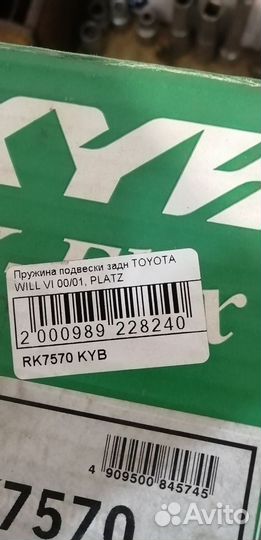 KYB
Пружина подвески задн TOYOTA
WILL VI 00/01, PLATZ
2 000989 228240
RK7570 KYB
4 909500 845745
7570
Avito